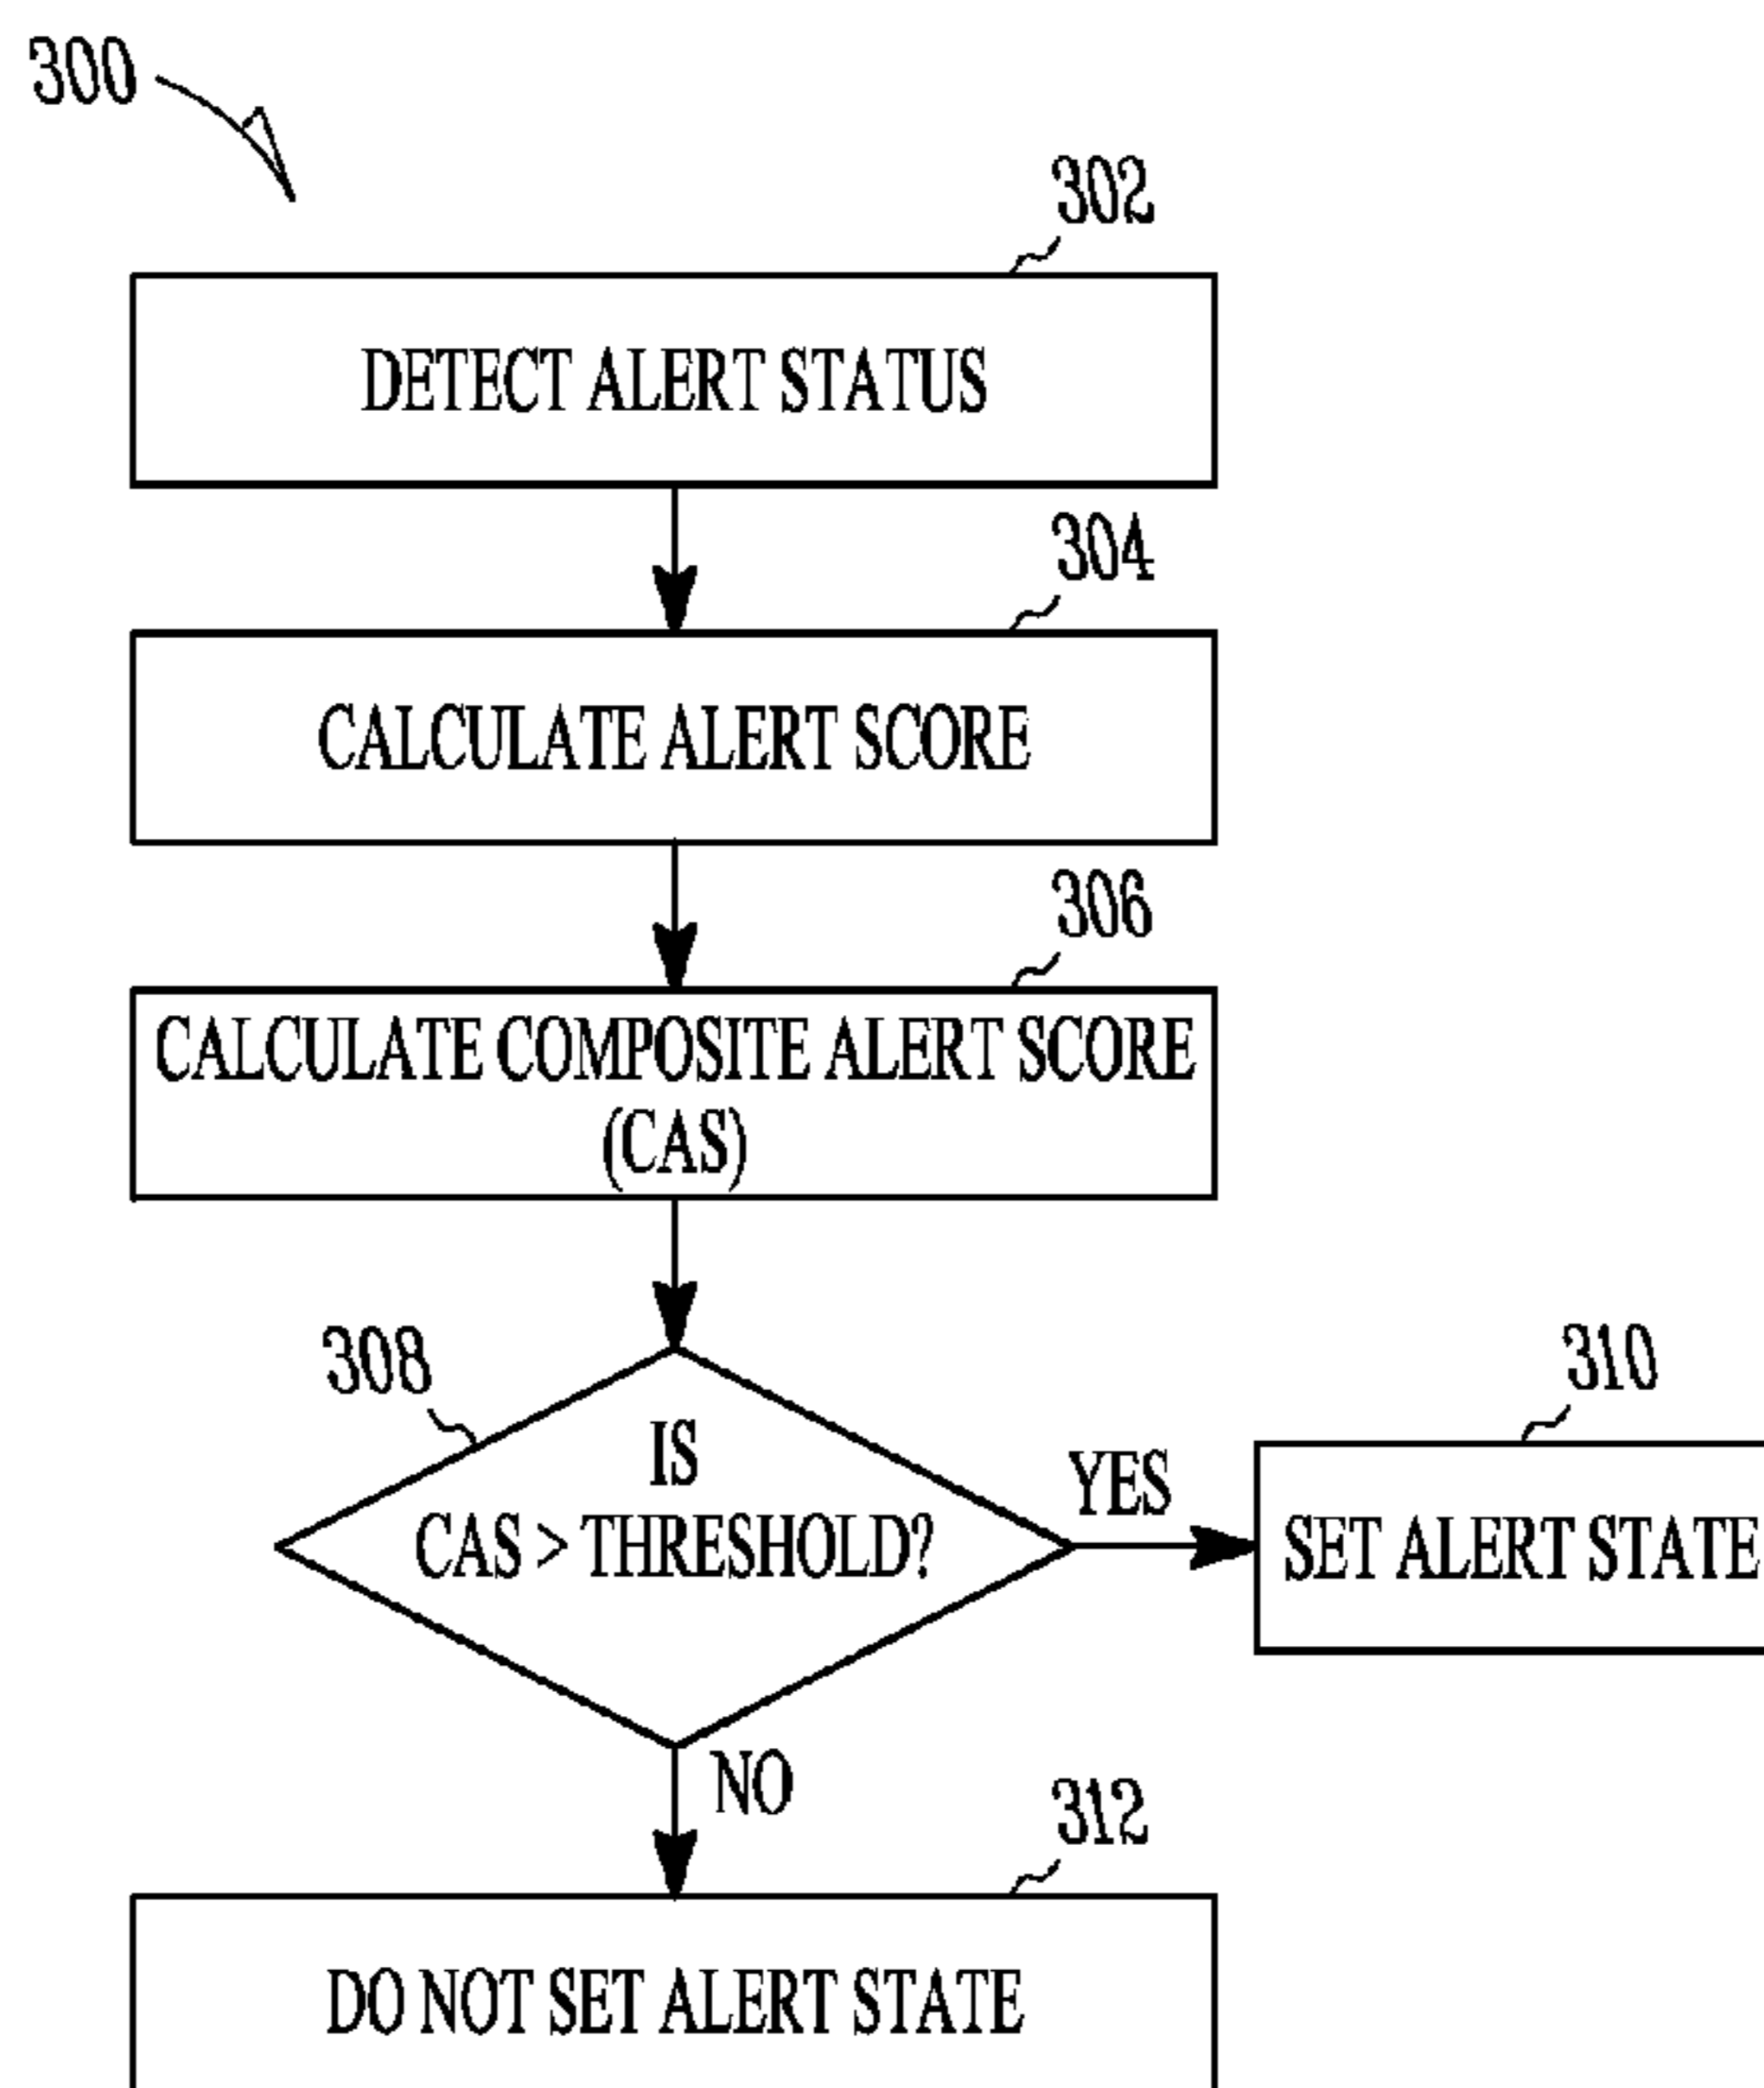 300
302
DETECT ALERT STATUS
304
CALCULATE ALERT SCORE
306
CALCULATE COMPOSITE ALERT SCORE
(CAS)
308
IS
CAS > THRESHOLD?
YES
310
SET ALERT STATE
NO
312
DO NOT SET ALERT STATE